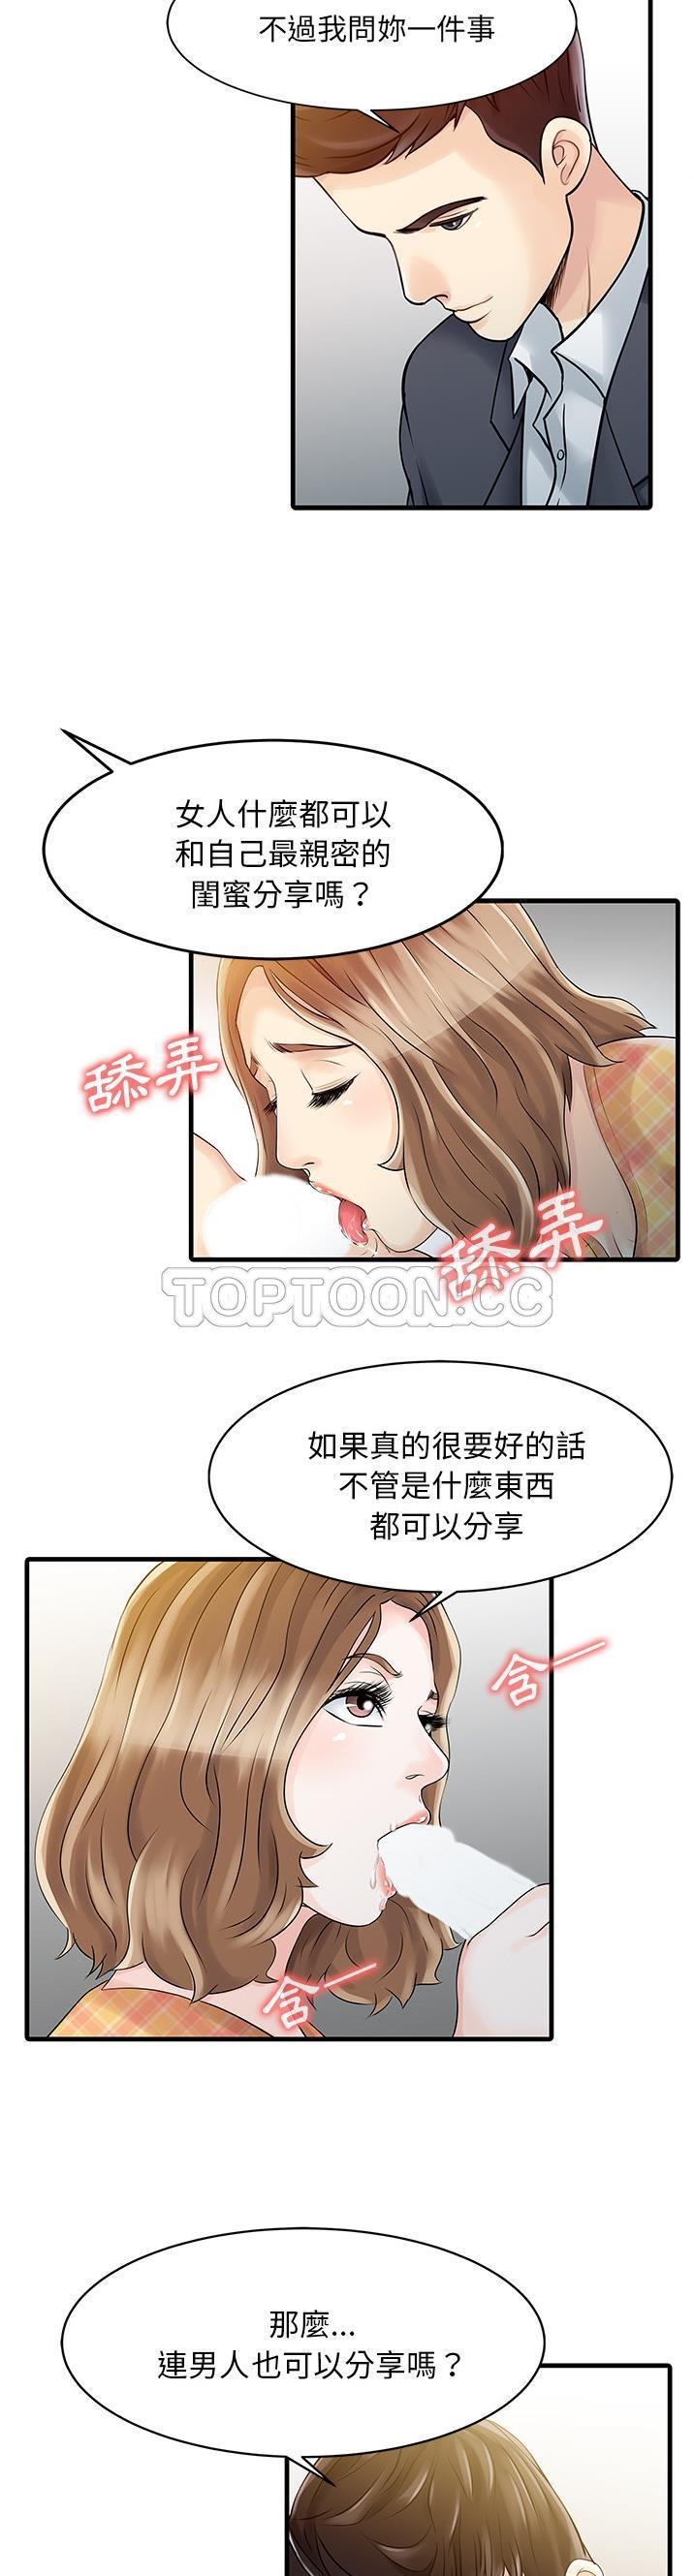 不過我問妳一件事
女人什麼都可以
和自己最親密的
閨蜜分享嗎？
舔弄
舔弄
TOPTOON.CC
如果真的很要好的話
不管是什麼東西
都可以分享
含一
含一
那麼...
連男人也可以分享嗎？